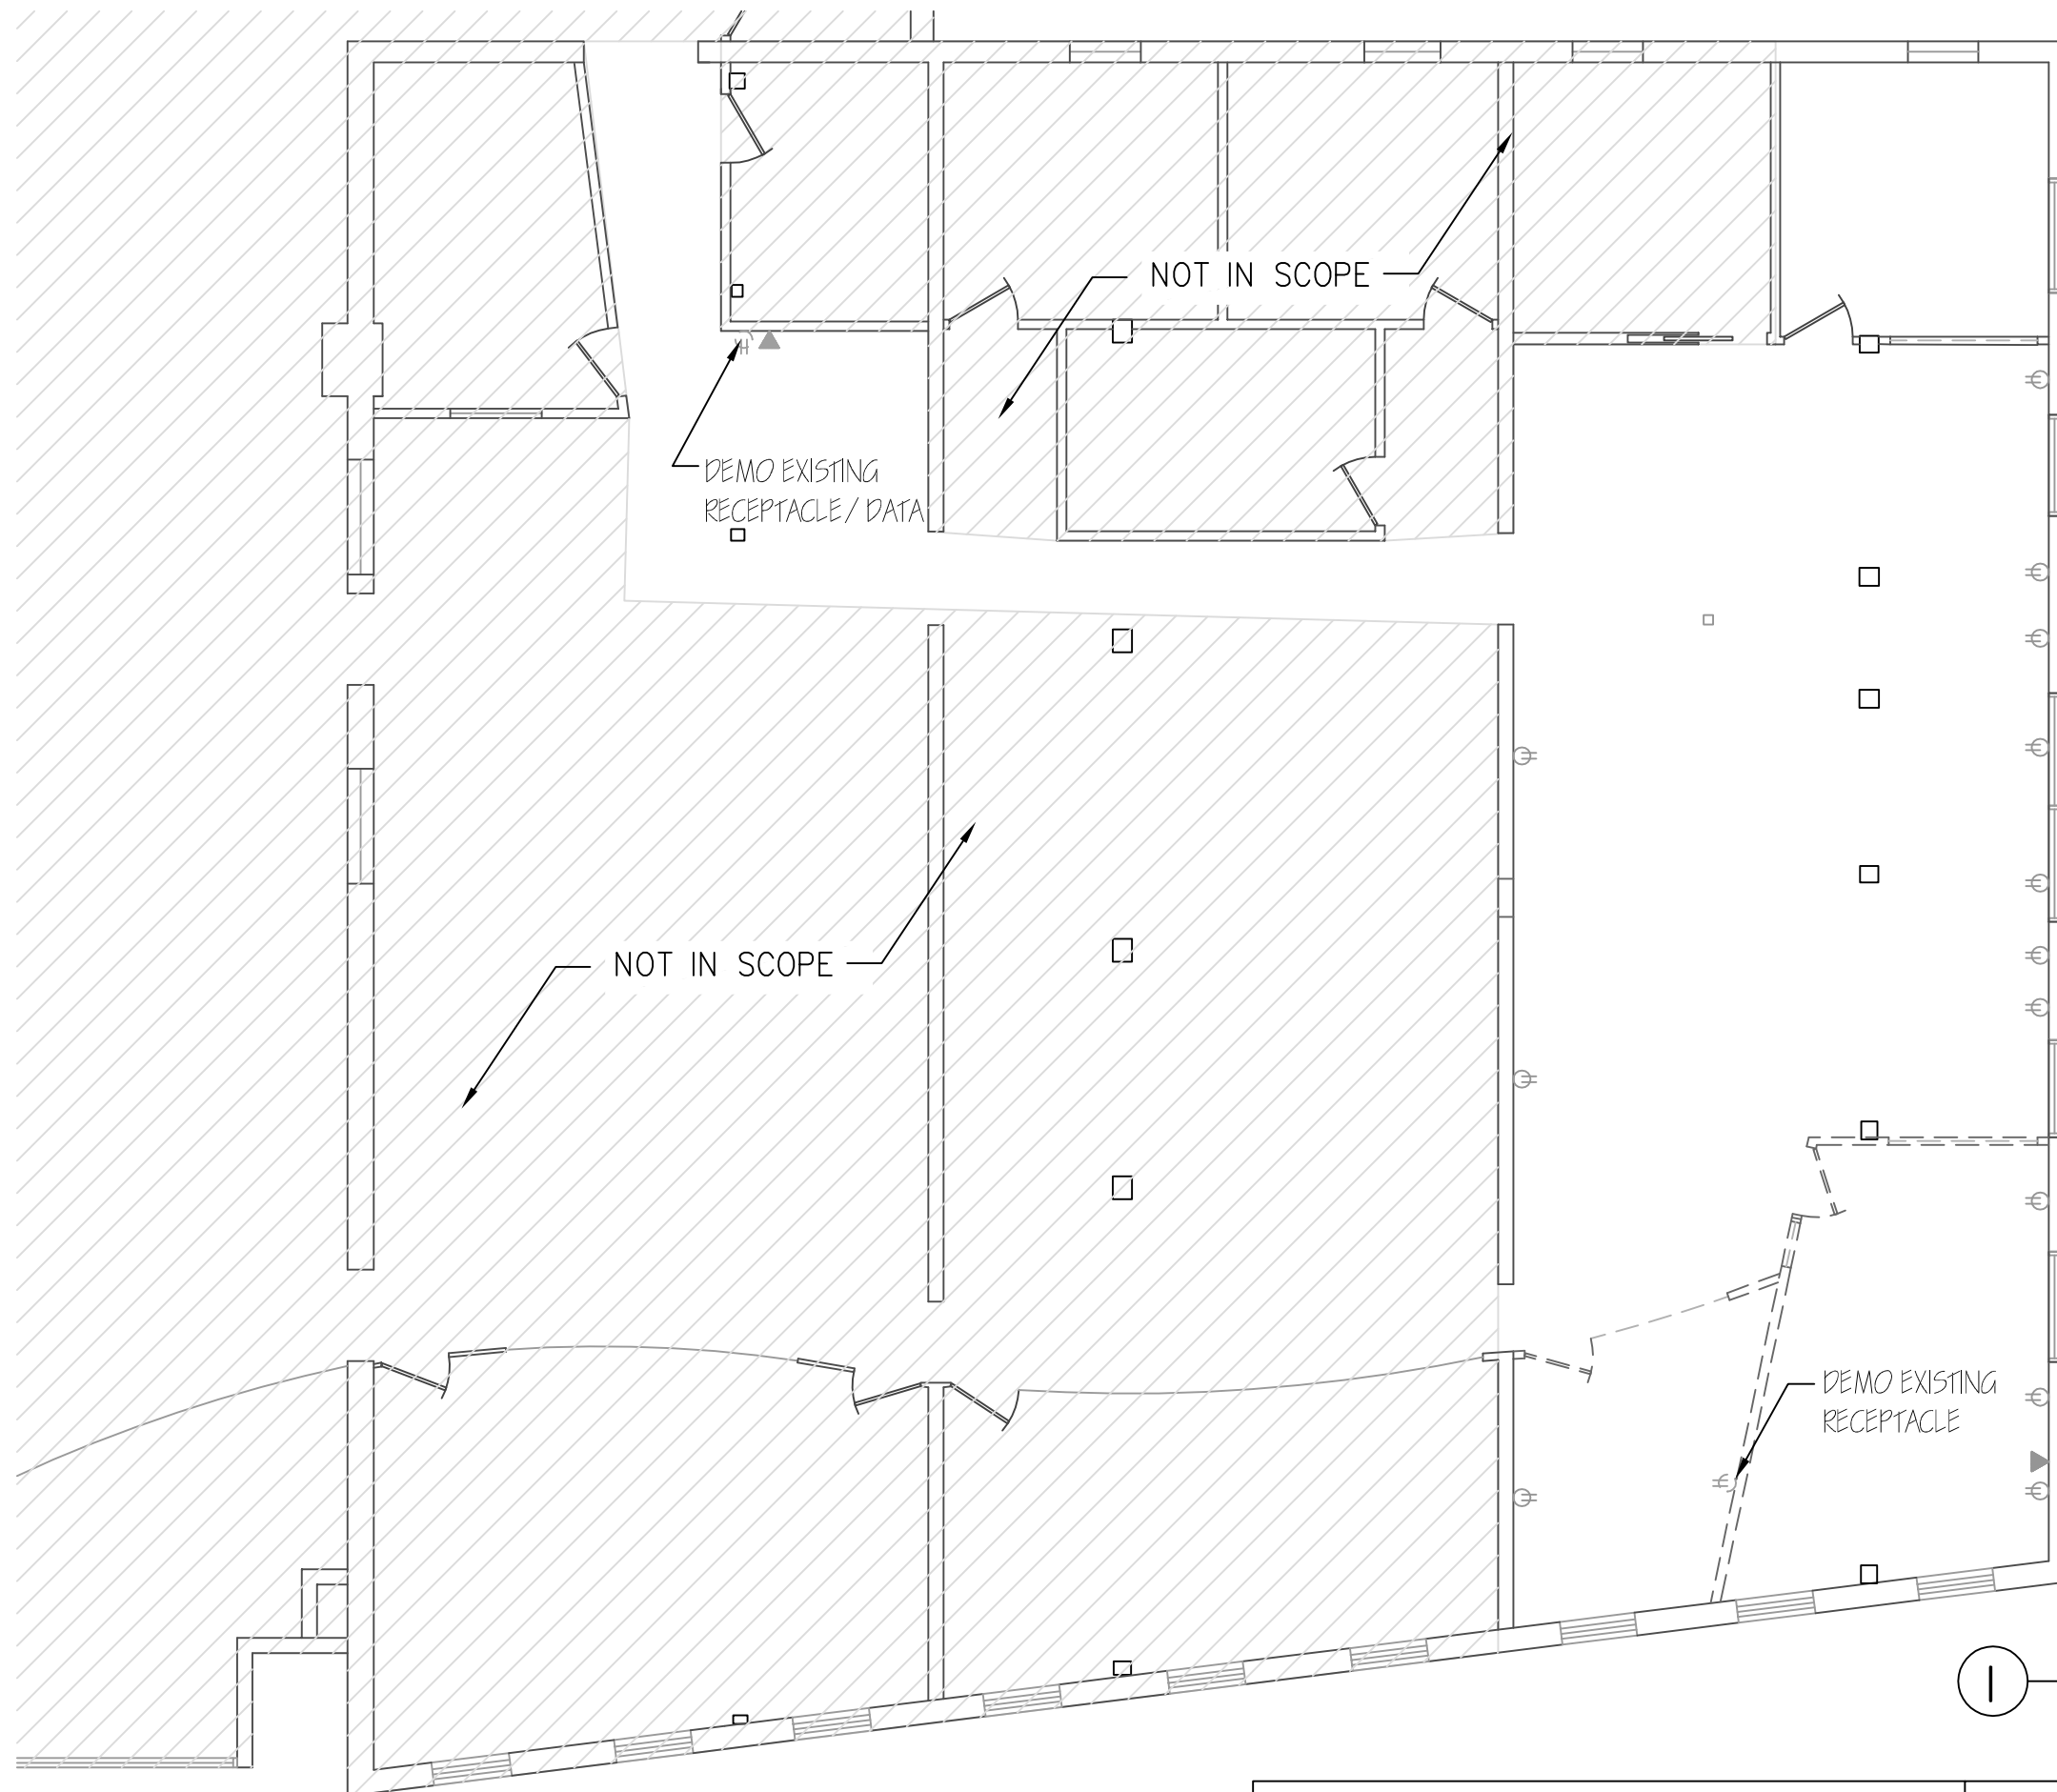 NOT IN SCOPE
DEMO EXISTING
RECEPTACLE/DATA
NOT IN SCOPE
DEMO EXISTING
RECEPTACLE
1